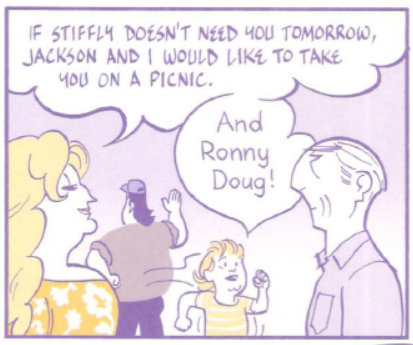 IF STIFFLY DOESN'T NEED YOU TOMORROW,
JACKSON AND I WOULD LIKE TO TAKE
YOU ON A PICNIC.
And
Ronny
Doug!